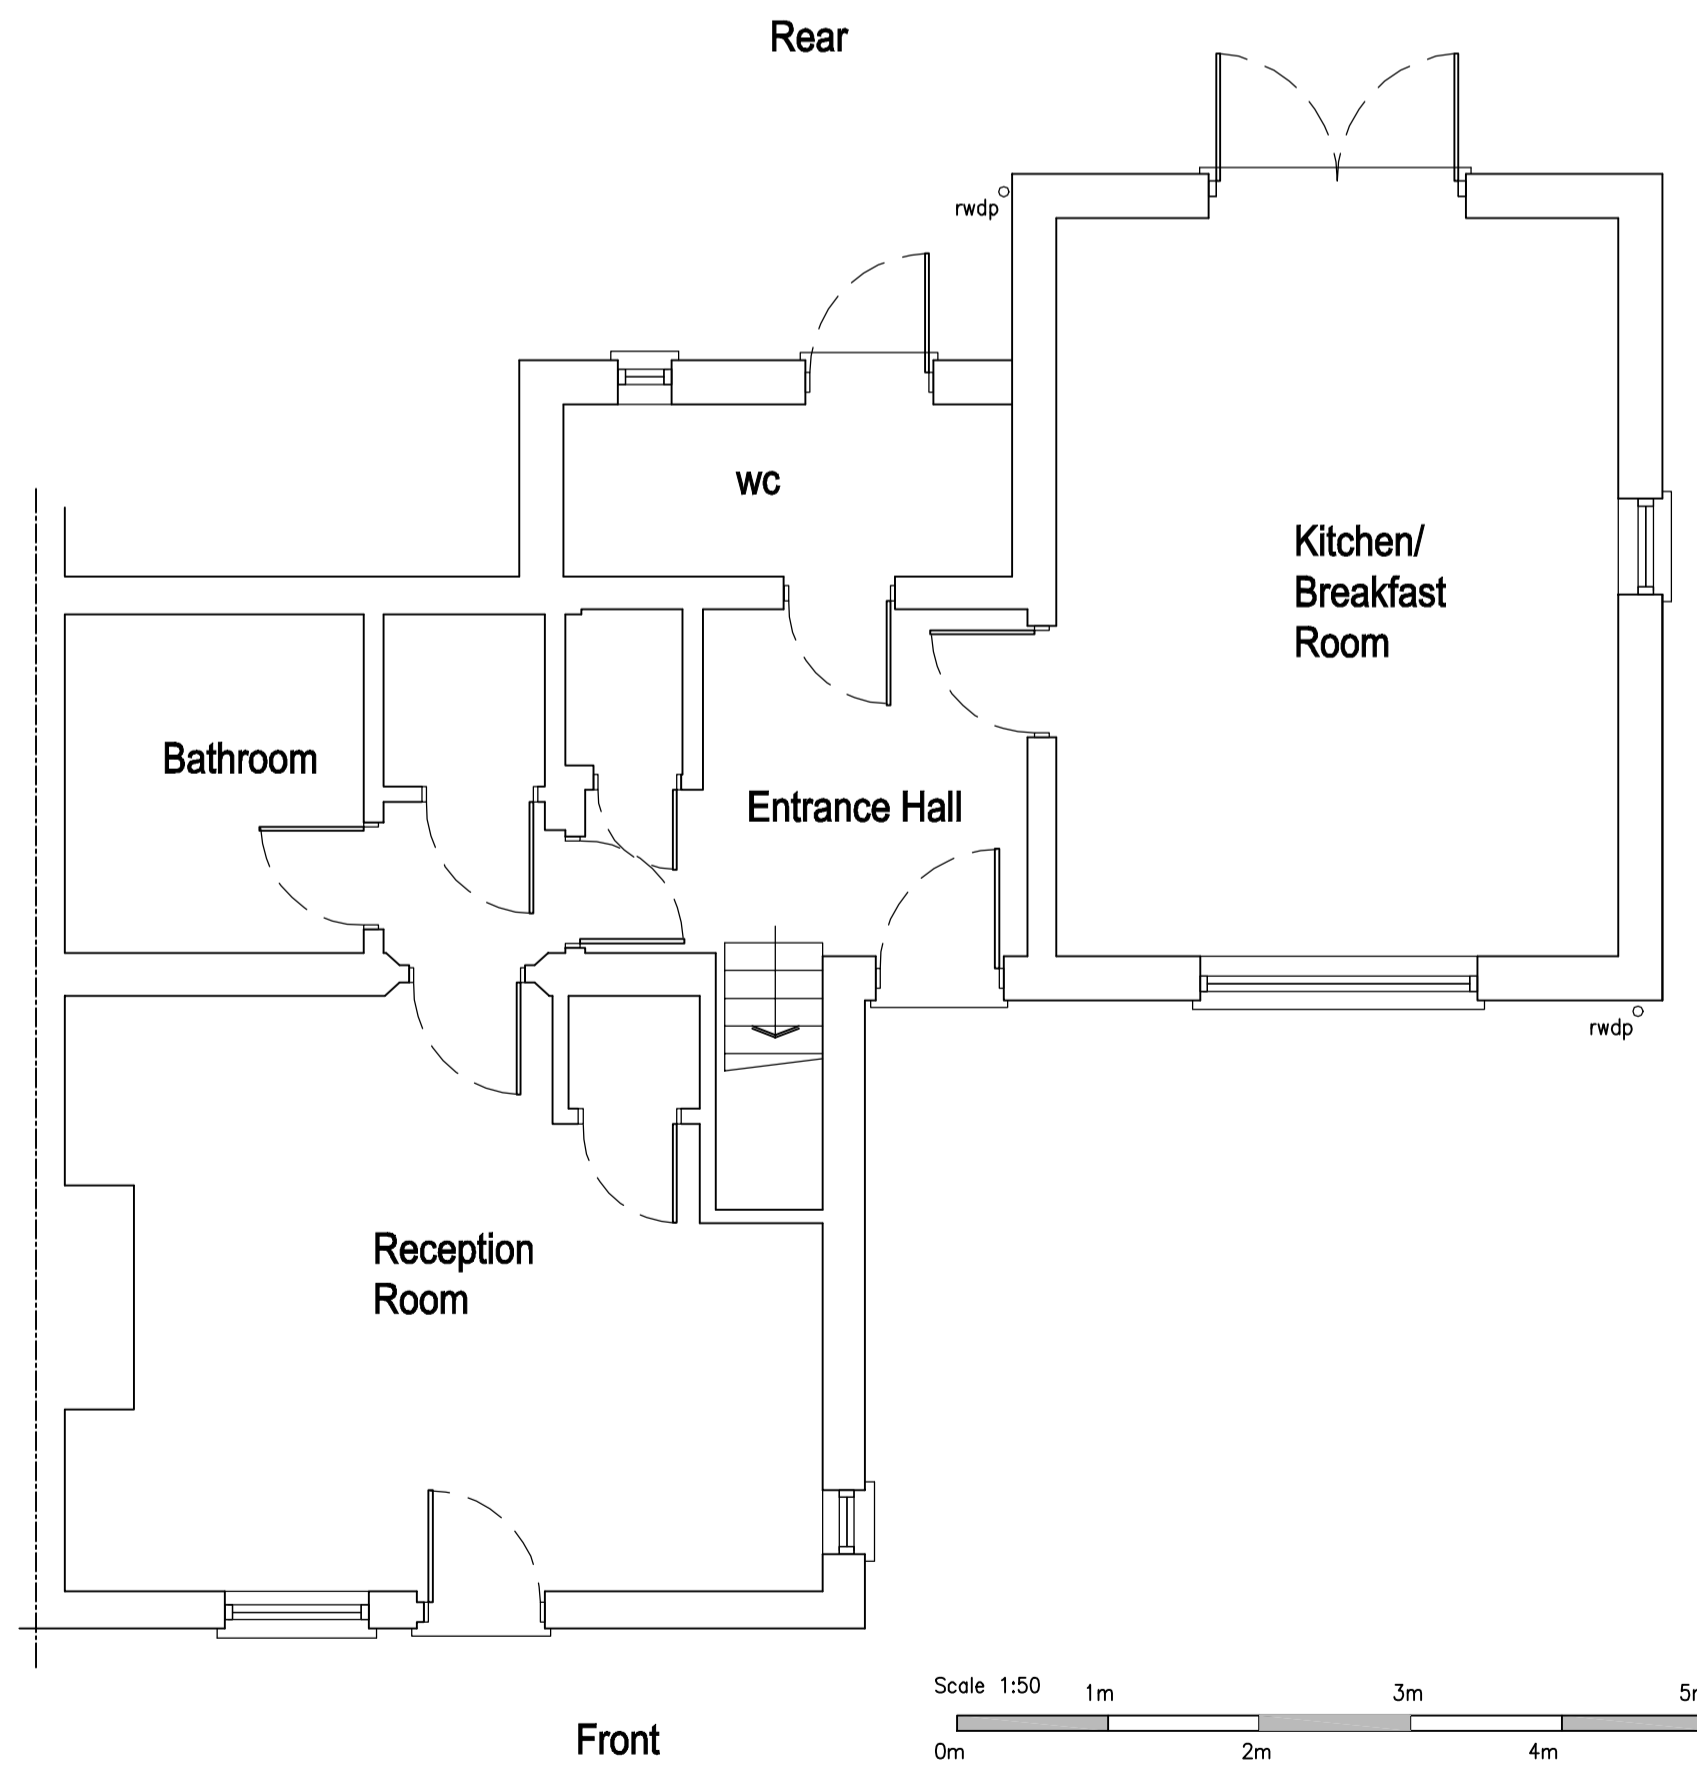 Rear
rwdp
wc
Kitchen/
Breakfast
Room
Bathroom
Entrance Hall
rwdp
Reception
Room
Scale 1:50
1m
3m
Front
0m
2m
4m